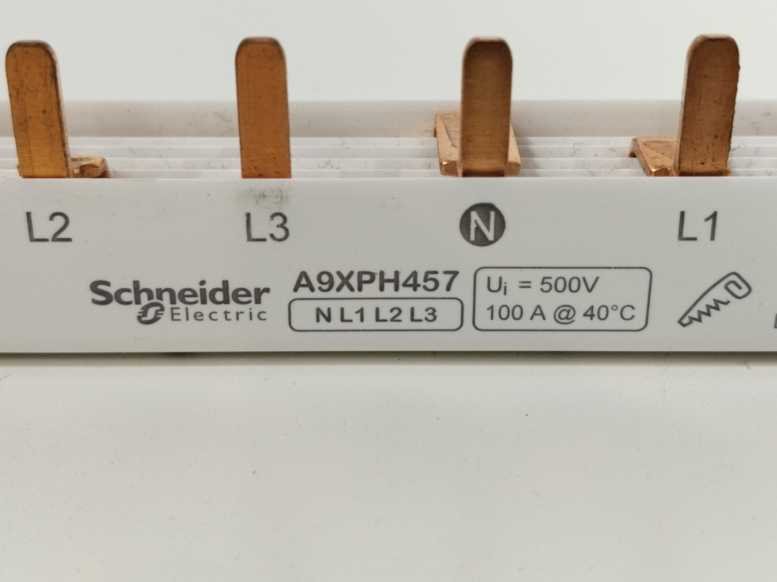 L2 L3 N L1
Schneider Electric
A9XPH457
N L1 L2 L3
Ui = 500V
100 A @ 40°C